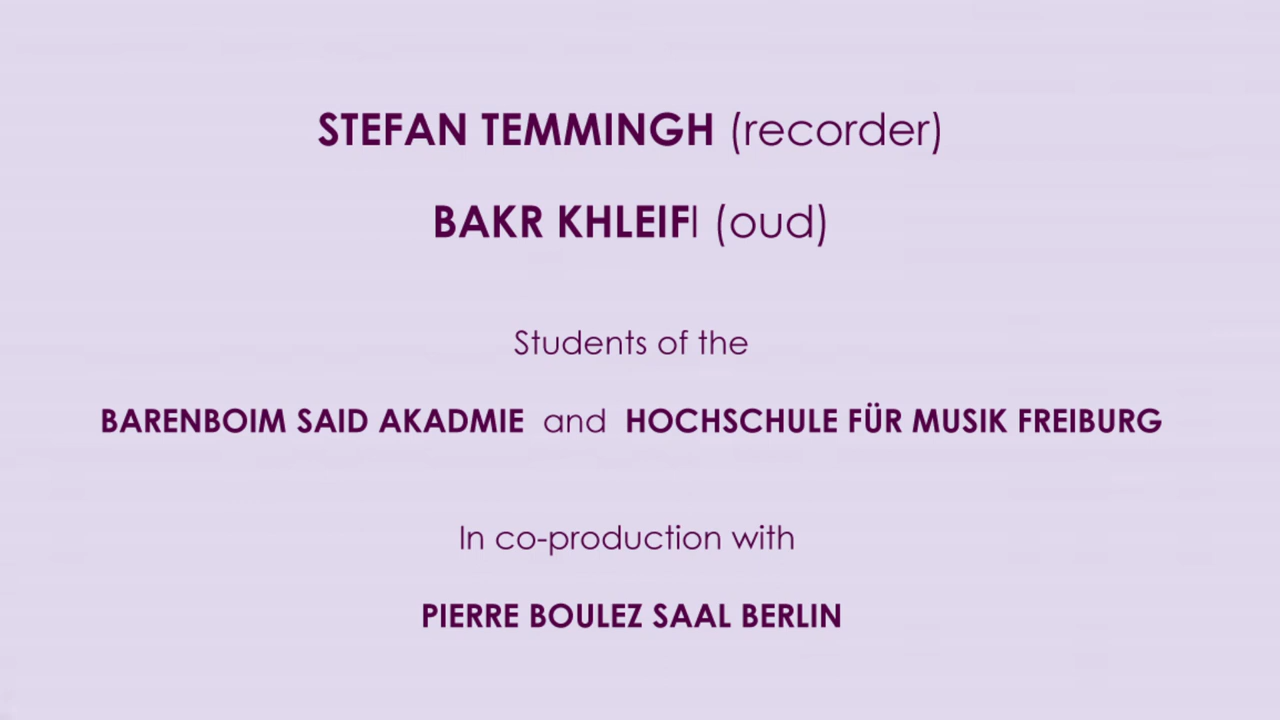 STEFAN TEMMINGH (recorder)
BAKR KHLEIFI (oud)
Students of the
BARENBOIM SAID AKADMIE and HOCHSCHULE FÜR MUSIK FREIBURG
In co-production with
PIERRE BOULEZ SAAL BERLIN